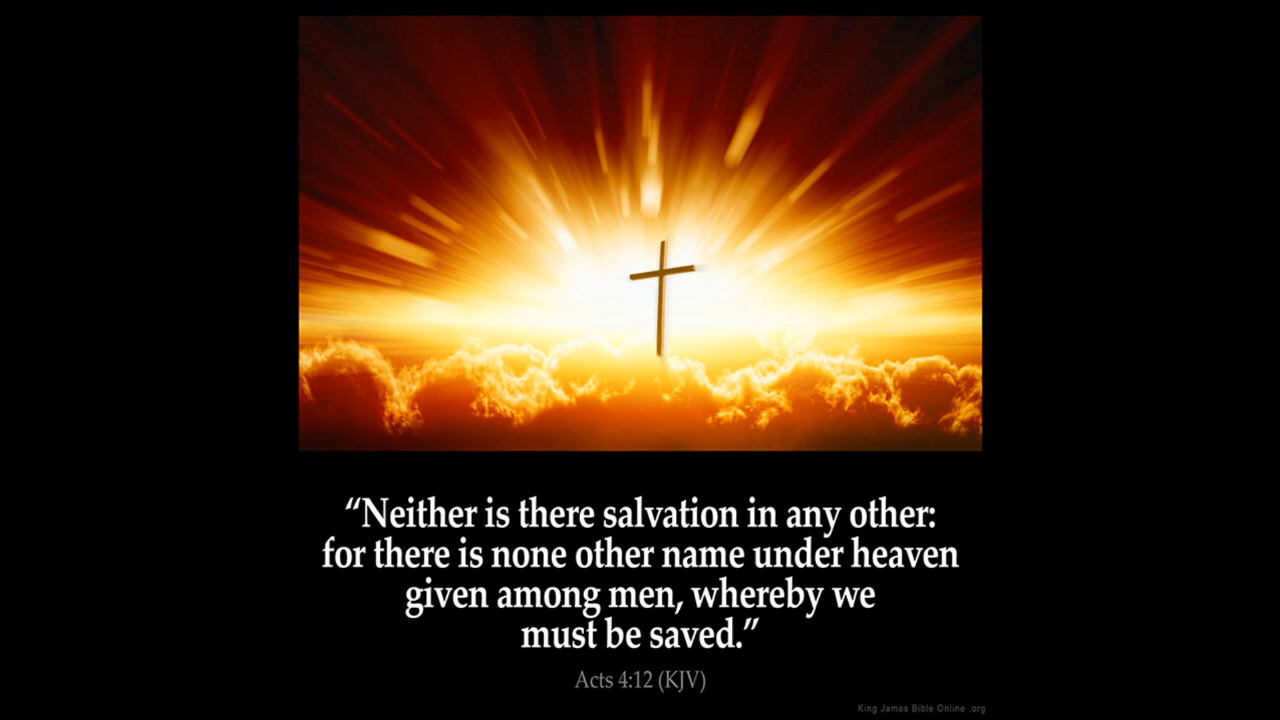 “Neither is there salvation in any other:
for there is none other name under heaven
given among men, whereby we
must be saved.”
Acts 4:12 (KJV)
King James Bible Online .org